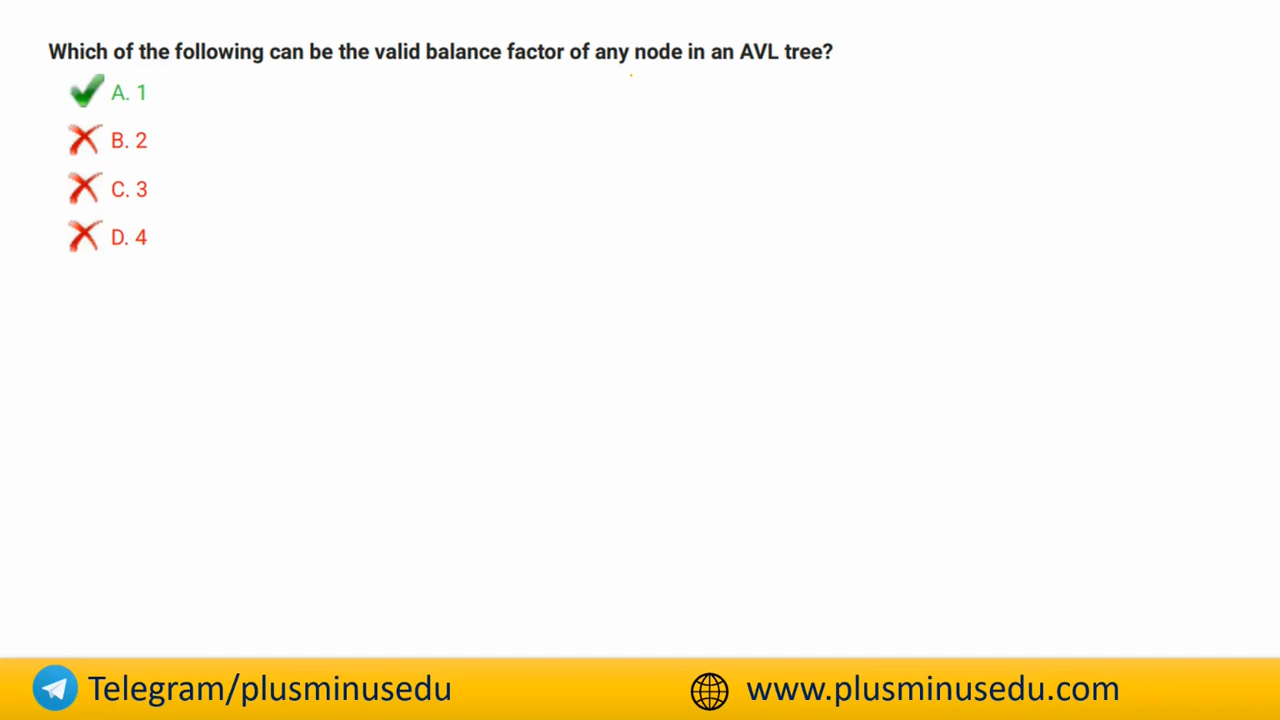 Which of the following can be the valid balance factor of any node in an AVL tree?
A. 1
B. 2
C. 3
D. 4
Telegram/plusminusedu
www.plusminusedu.com